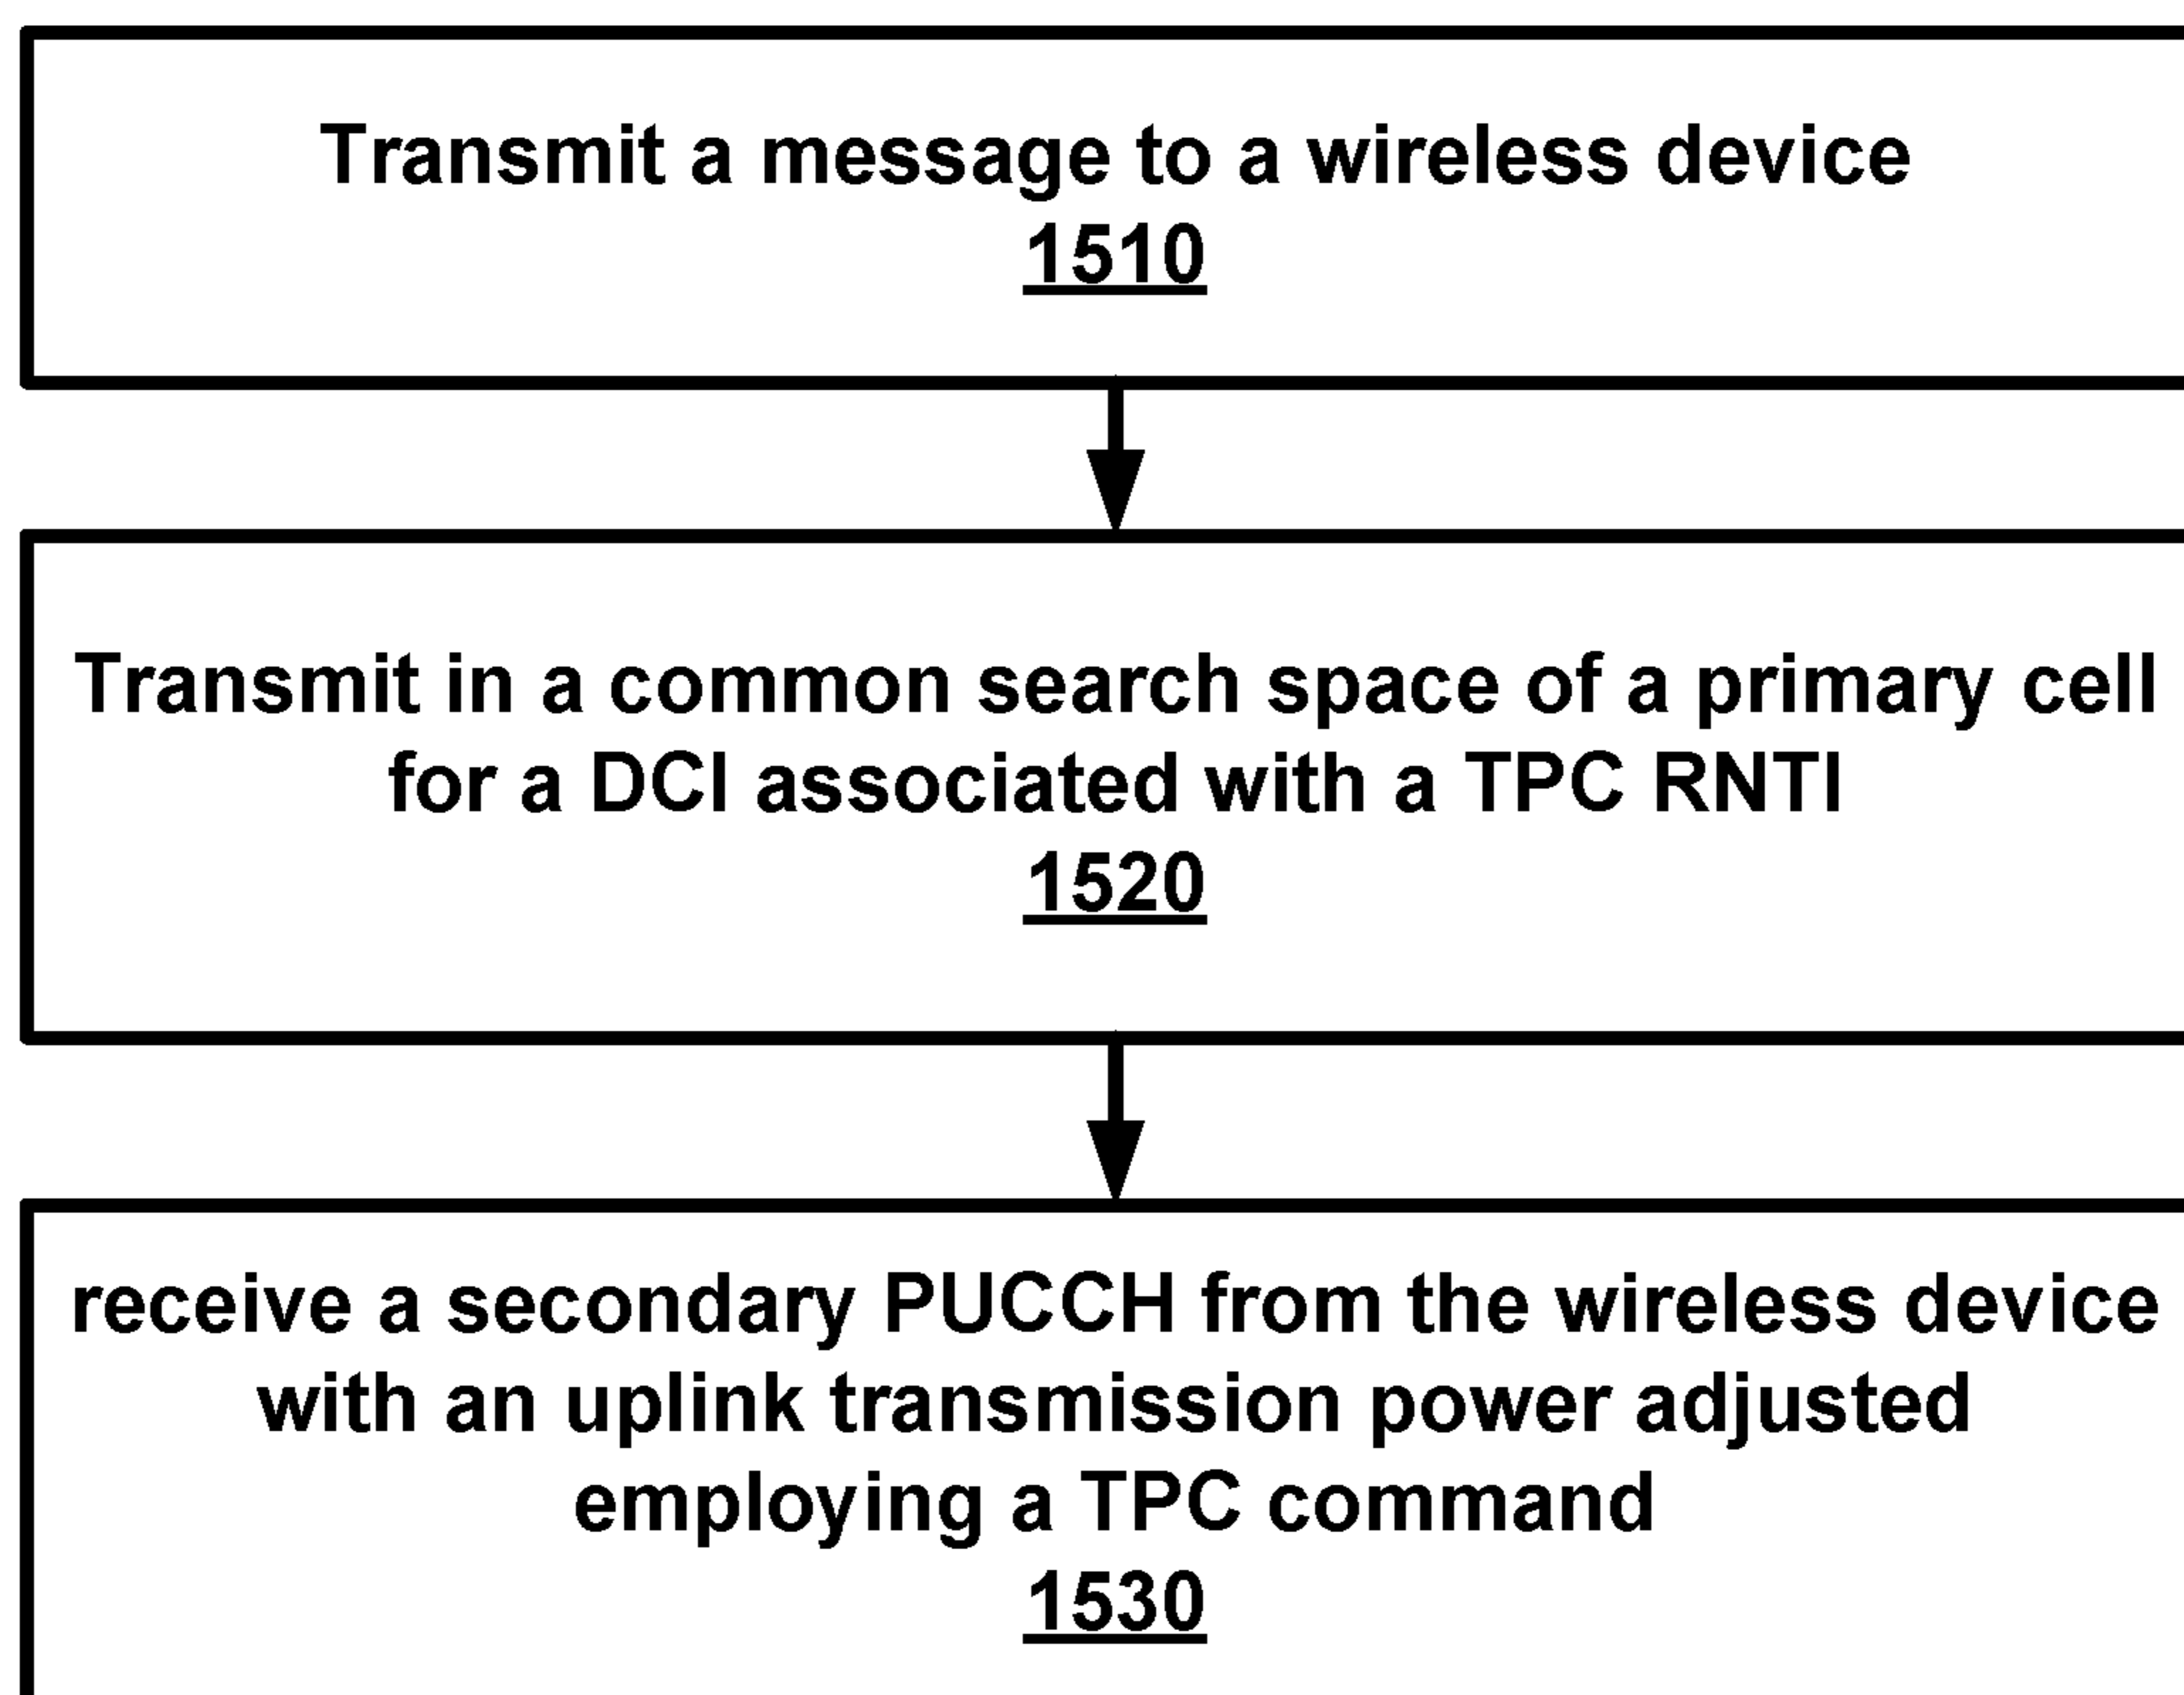 Transmit a message to a wireless device
1510
Transmit in a common search space of a primary cell
for a DCI associated with a TPC RNTI
1520
receive a secondary PUCCH from the wireless device
with an uplink transmission power adjusted
employing a TPC command
1530